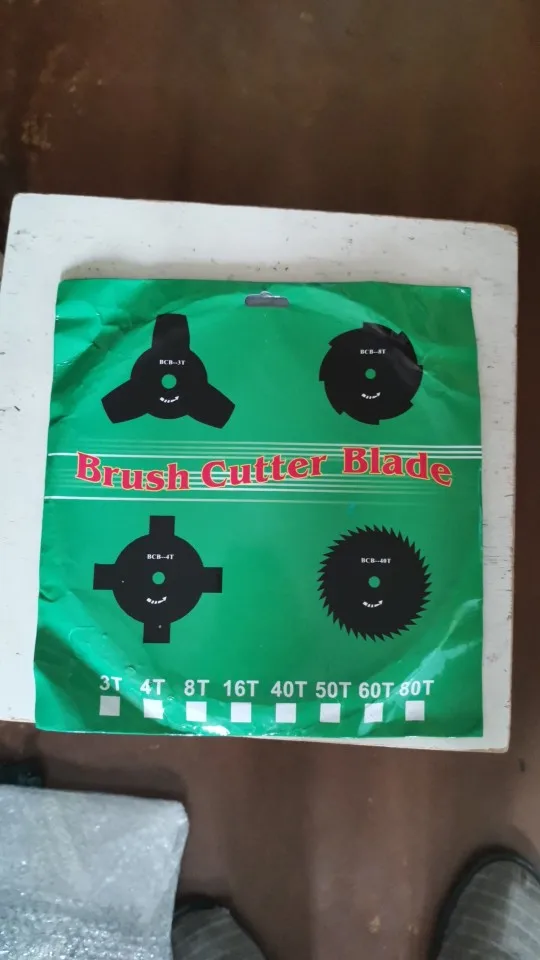 BCB--3T
BCB--8T
Brush Cutter Blade
BCB--4T
BCB--40T
3T 4T 8T 16T 40T 50T 60T 80T